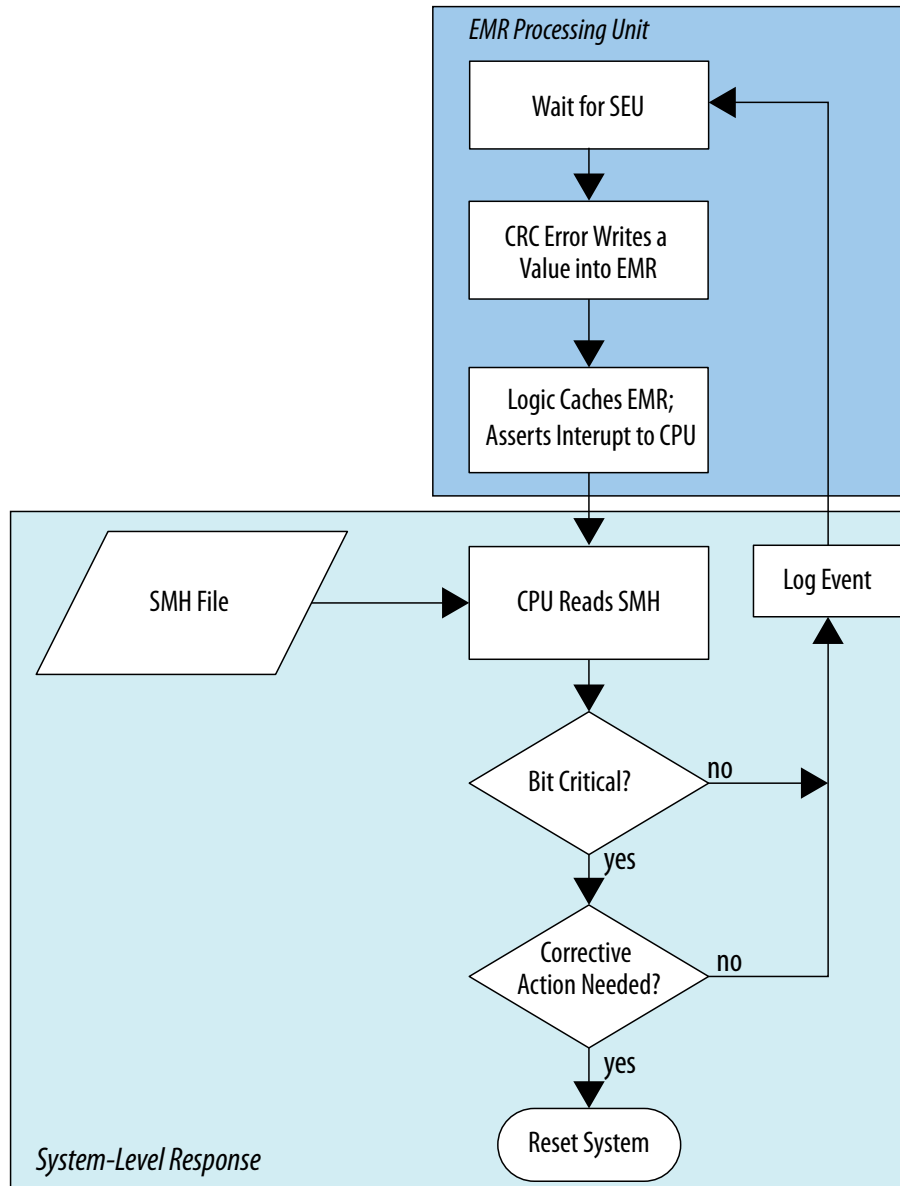 EMR Processing Unit
Wait for SEU
CRC Error Writes a
Value into EMR
Logic Caches EMR;
Asserts Interupt to CPU
SMH File
CPU Reads SMH
Log Event
Bit Critical?
no
yes
Corrective
Action Needed?
no
yes
Reset System
System-Level Response